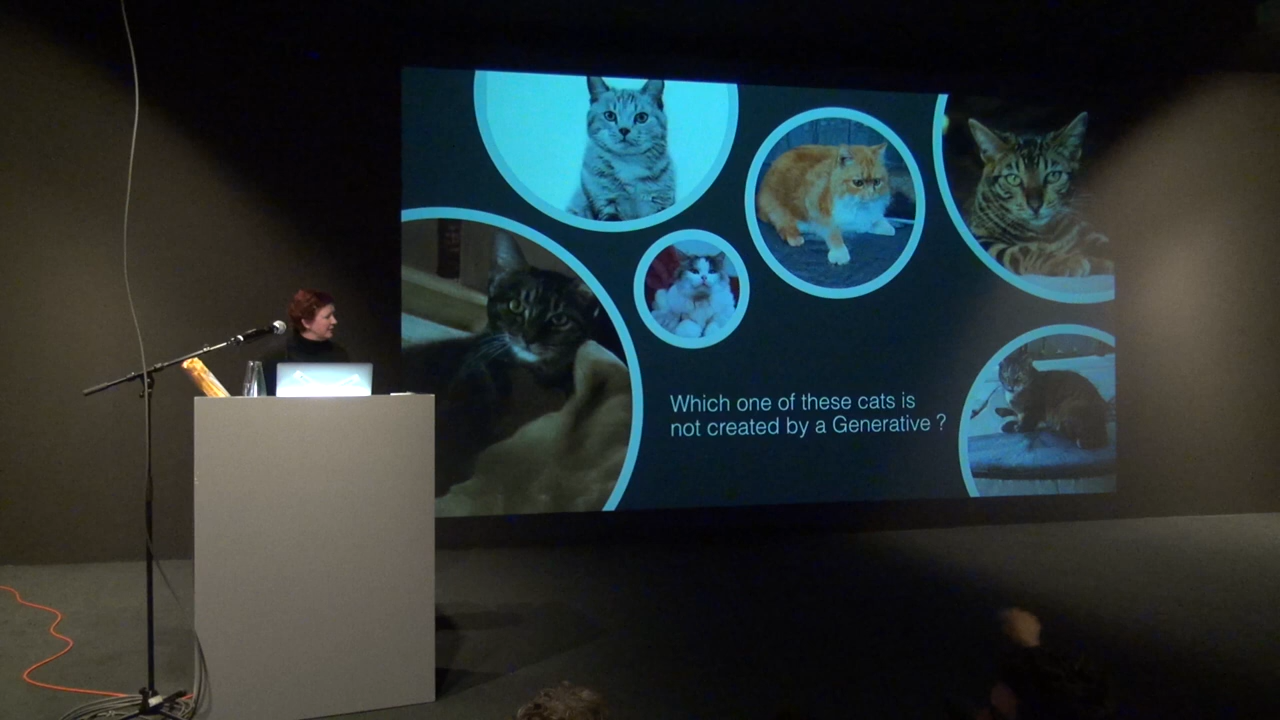 Which one of these cats is
not created by a Generative ?